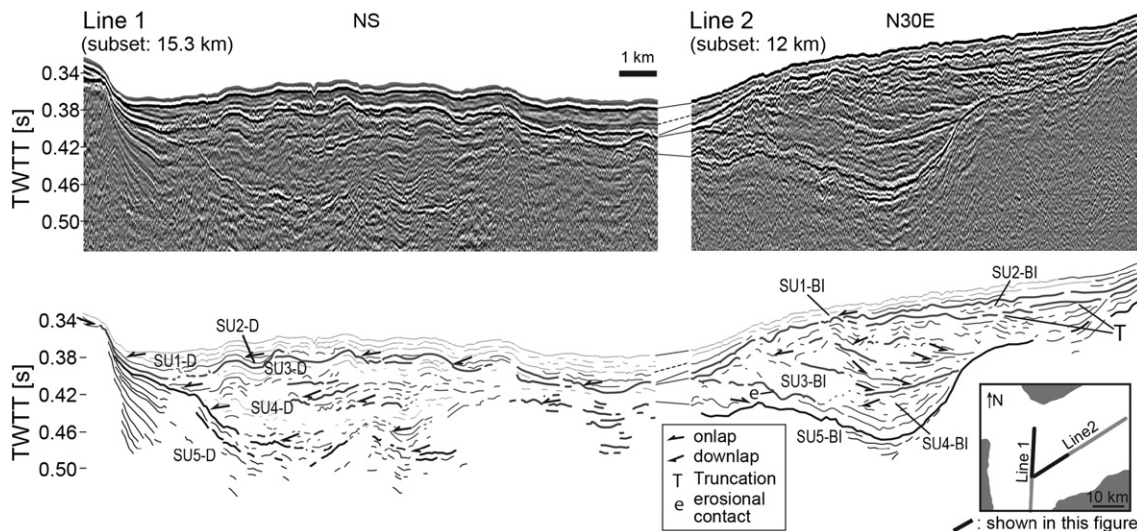 Line 1
(subset: 15.3 km)
NS
1 km
Line 2
(subset: 12 km)
N30E
TWTT [s]
0.34
0.38
0.42
0.46
0.50
TWTT [s]
0.34
0.38
0.42
0.46
0.50
SU1-D
SU2-D
SU3-D
SU4-D
SU5-D
SU1-BI
SU2-BI
T
SU3-BI
e
SU5-BI
SU4-BI
onlap
downlap
T Truncation
e erosional
contact
N
Line 1
Line2
10 km
: shown in this figure